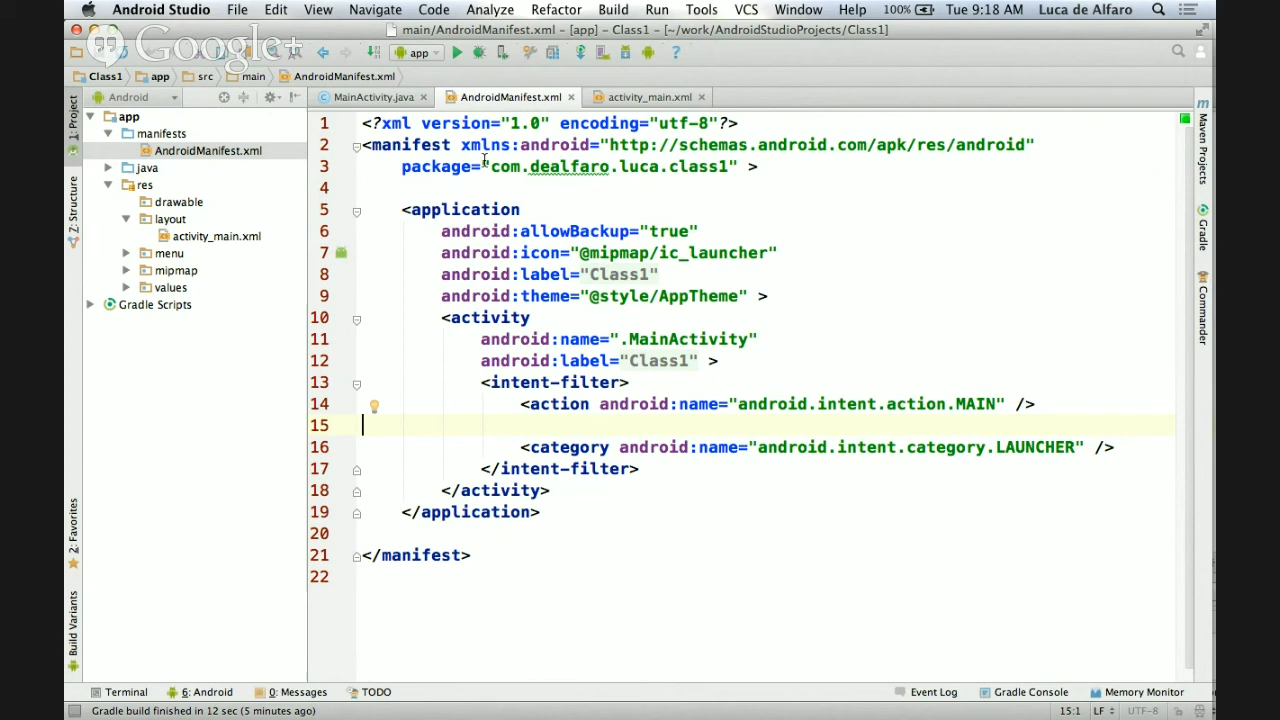 Android Studio File Edit View Navigate Code Analyze Refactor Build Run Tools VCS Window Help 100% Tue 9:18 AM Luca de Alfaro
main/AndroidManifest.xml - [app] - Class1 - [~/work/AndroidStudioProjects/Class1]
Google+
app
Class1 app src main AndroidManifest.xml
Android
MainActivity.java AndroidManifest.xml activity_main.xml
1: Project
Z: Structure
2: Favorites
Build Variants
app
manifests
AndroidManifest.xml
java
res
drawable
layout
activity_main.xml
menu
mipmap
values
Gradle Scripts
1 <?xml version="1.0" encoding="utf-8"?>
2 <manifest xmlns:android="http://schemas.android.com/apk/res/android"
3 package="com.dealfaro.luca.class1" >
4
5 <application
6 android:allowBackup="true"
7 android:icon="@mipmap/ic_launcher"
8 android:label="Class1"
9 android:theme="@style/AppTheme" >
10 <activity
11 android:name=".MainActivity"
12 android:label="Class1" >
13 <intent-filter>
14 <action android:name="android.intent.action.MAIN" />
15
16 <category android:name="android.intent.category.LAUNCHER" />
17 </intent-filter>
18 </activity>
19 </application>
20
21 </manifest>
22
m
Maven Projects
Gradle
Commander
Terminal 6: Android 0: Messages TODO Event Log Gradle Console Memory Monitor
Gradle build finished in 12 sec (5 minutes ago) 15:1 LF UTF-8